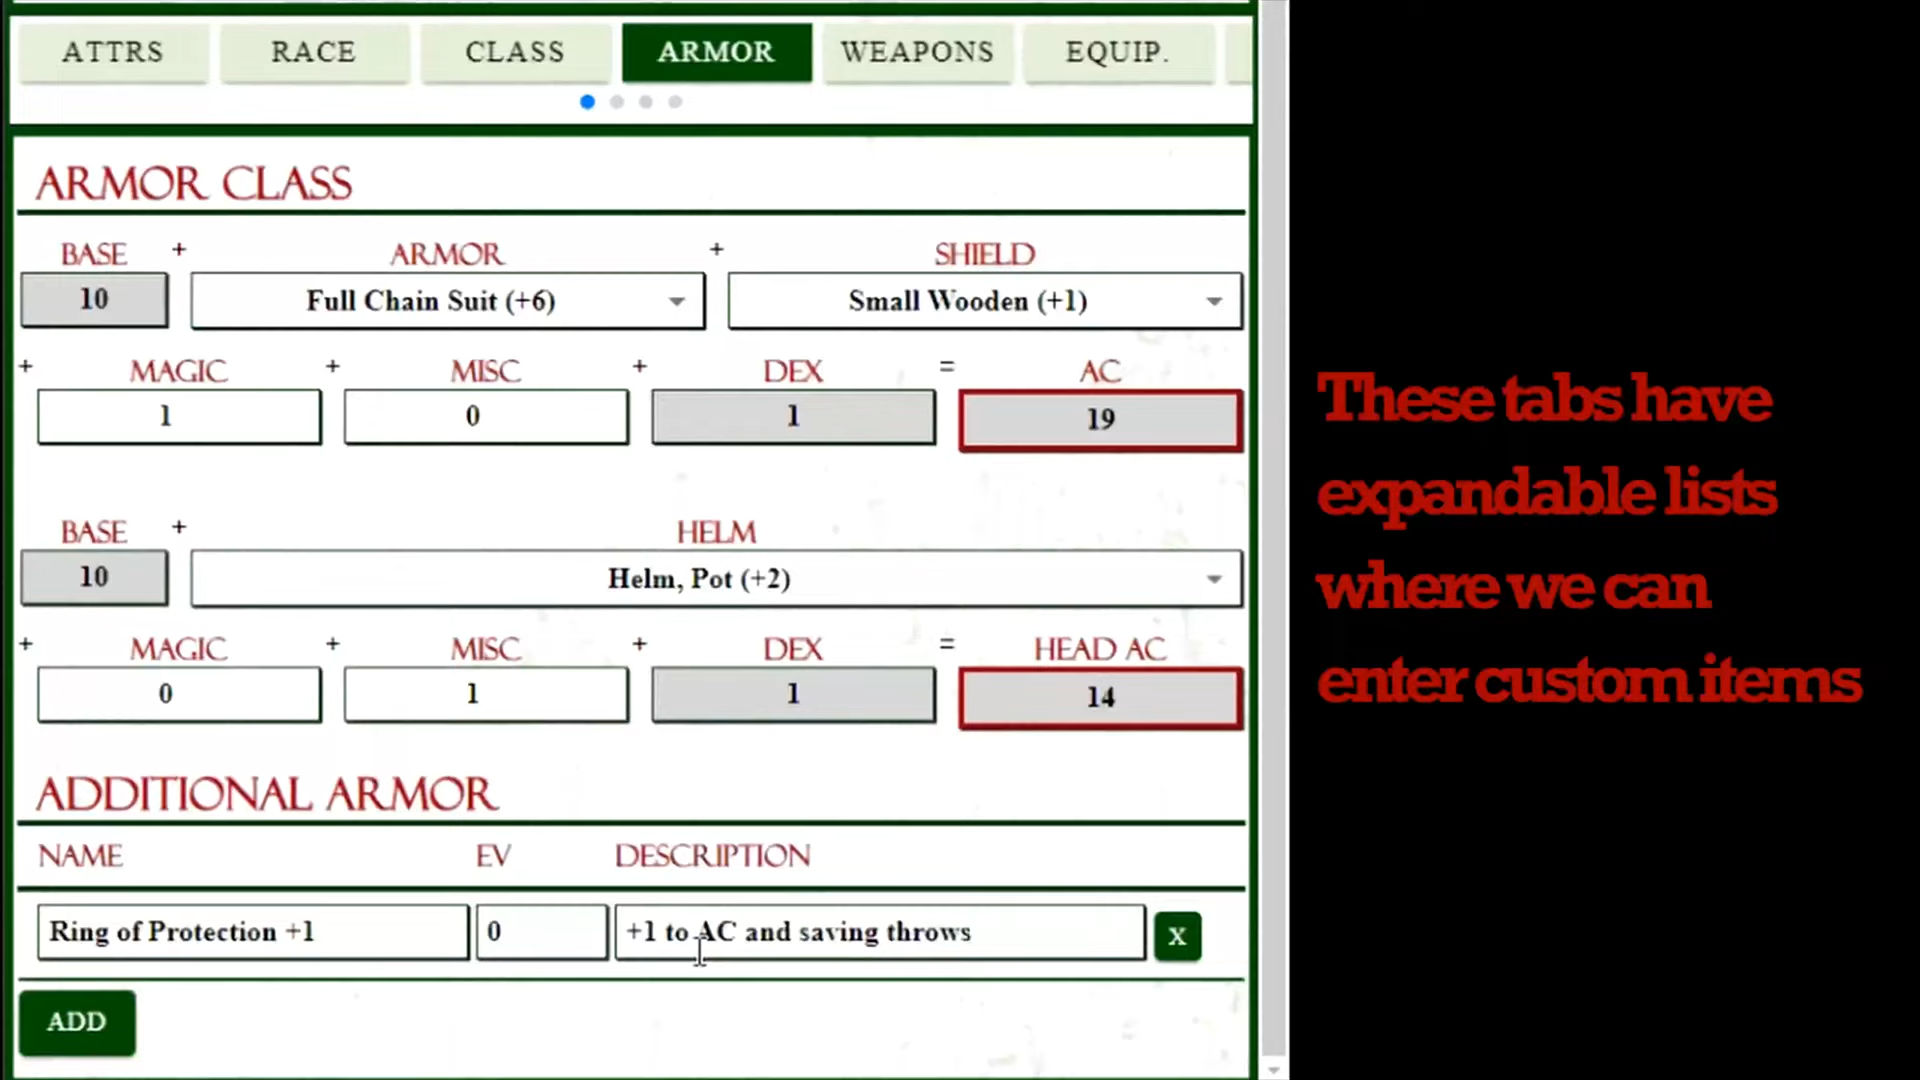 ATTRS RACE CLASS ARMOR WEAPONS EQUIP.
ARMOR CLASS
BASE + ARMOR + SHIELD
10 Full Chain Suit (+6) Small Wooden (+1)
+ MAGIC + MISC + DEX = AC
1 0 1 19
BASE + HELM
10 Helm, Pot (+2)
+ MAGIC + MISC + DEX = HEAD AC
0 1 1 14
ADDITIONAL ARMOR
NAME EV DESCRIPTION
Ring of Protection +1 0 +1 to AC and saving throws X
ADD
These tabs have
expandable lists
where we can
enter custom items